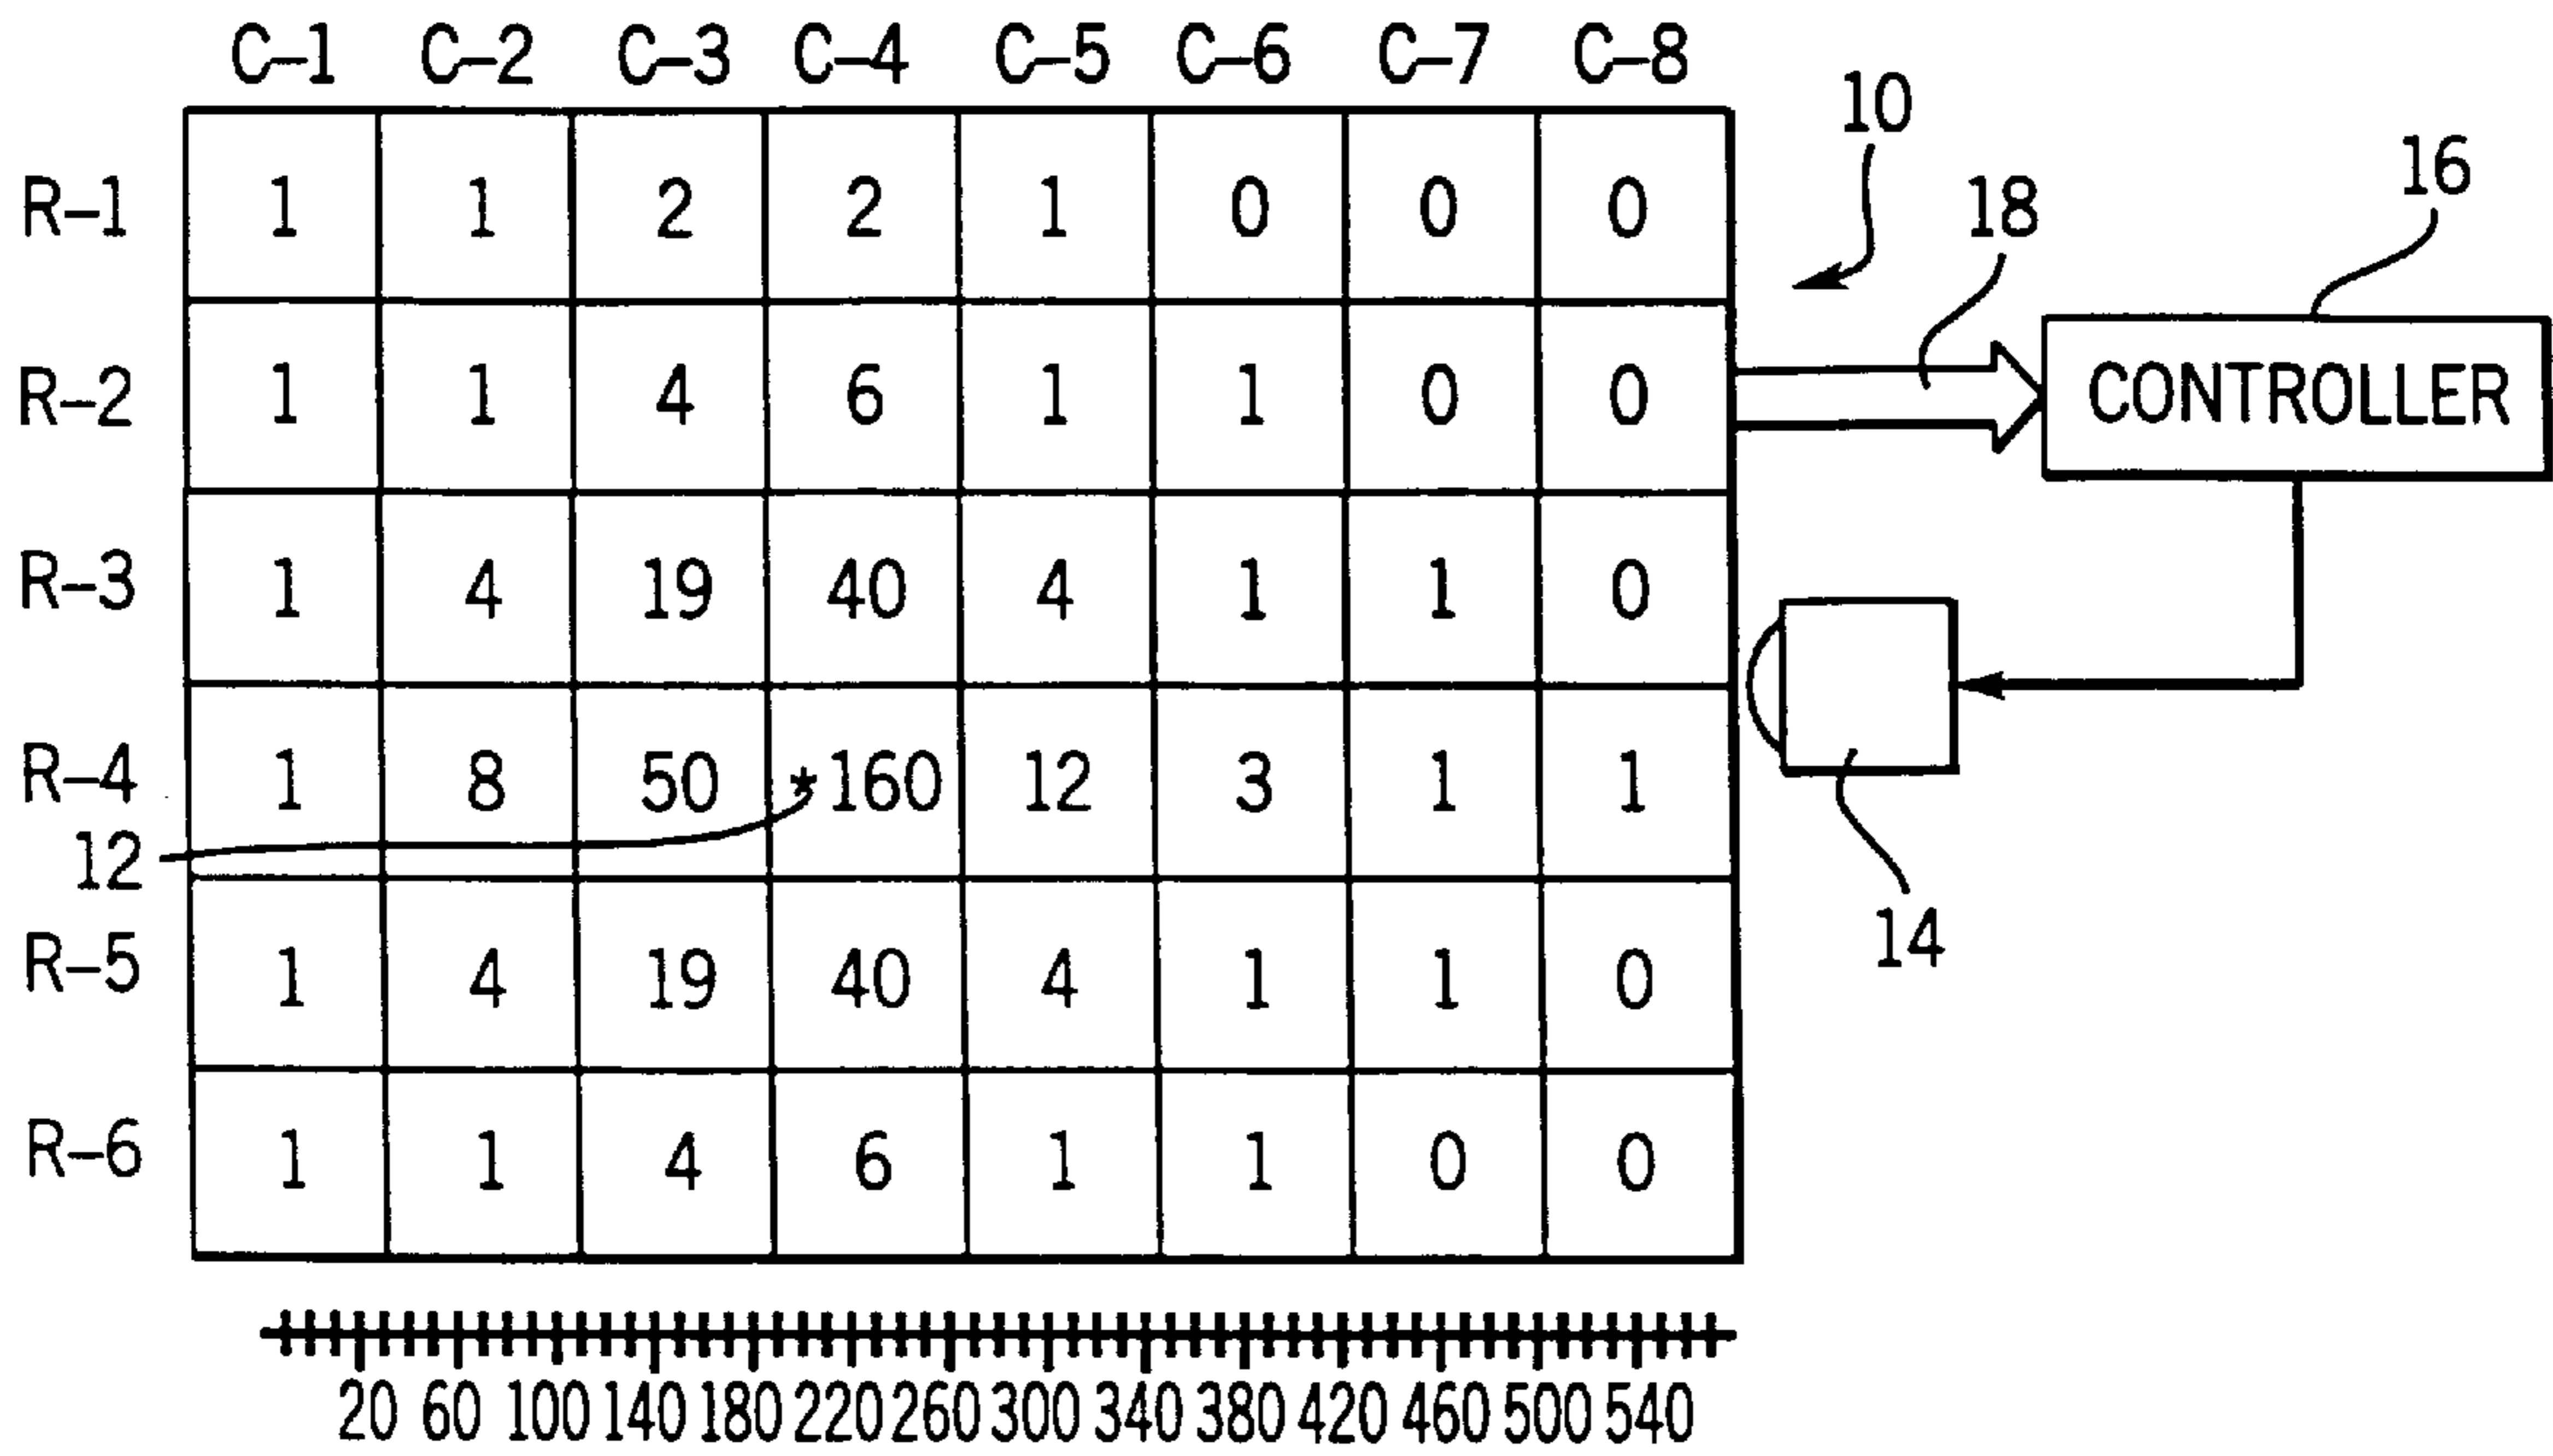 C-1 C-2 C-3 C-4 C-5 C-6 C-7 C-8
10
16
18
R-1 1 1 2 2 1 0 0 0
R-2 1 1 4 6 1 1 0 0
CONTROLLER
R-3 1 4 19 40 4 1 1 0
R-4 1 8 50 *160 12 3 1 1
12
14
R-5 1 4 19 40 4 1 1 0
R-6 1 1 4 6 1 1 0 0
20 60 100 140 180 220 260 300 340 380 420 460 500 540